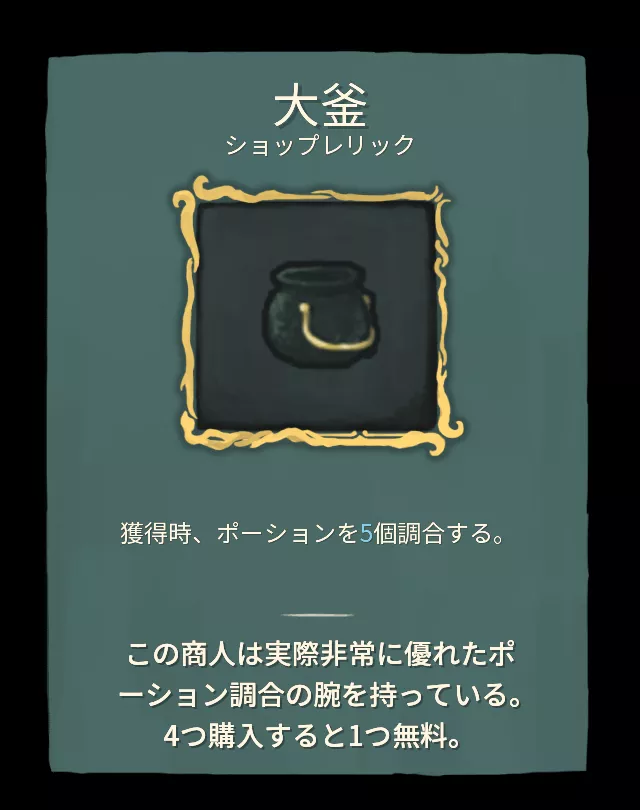 大釜
ショップレリック
獲得時、ポーションを5個調合する。
この商人は実際非常に優れたポ
ーション調合の腕を持っている。
4つ購入すると1つ無料。